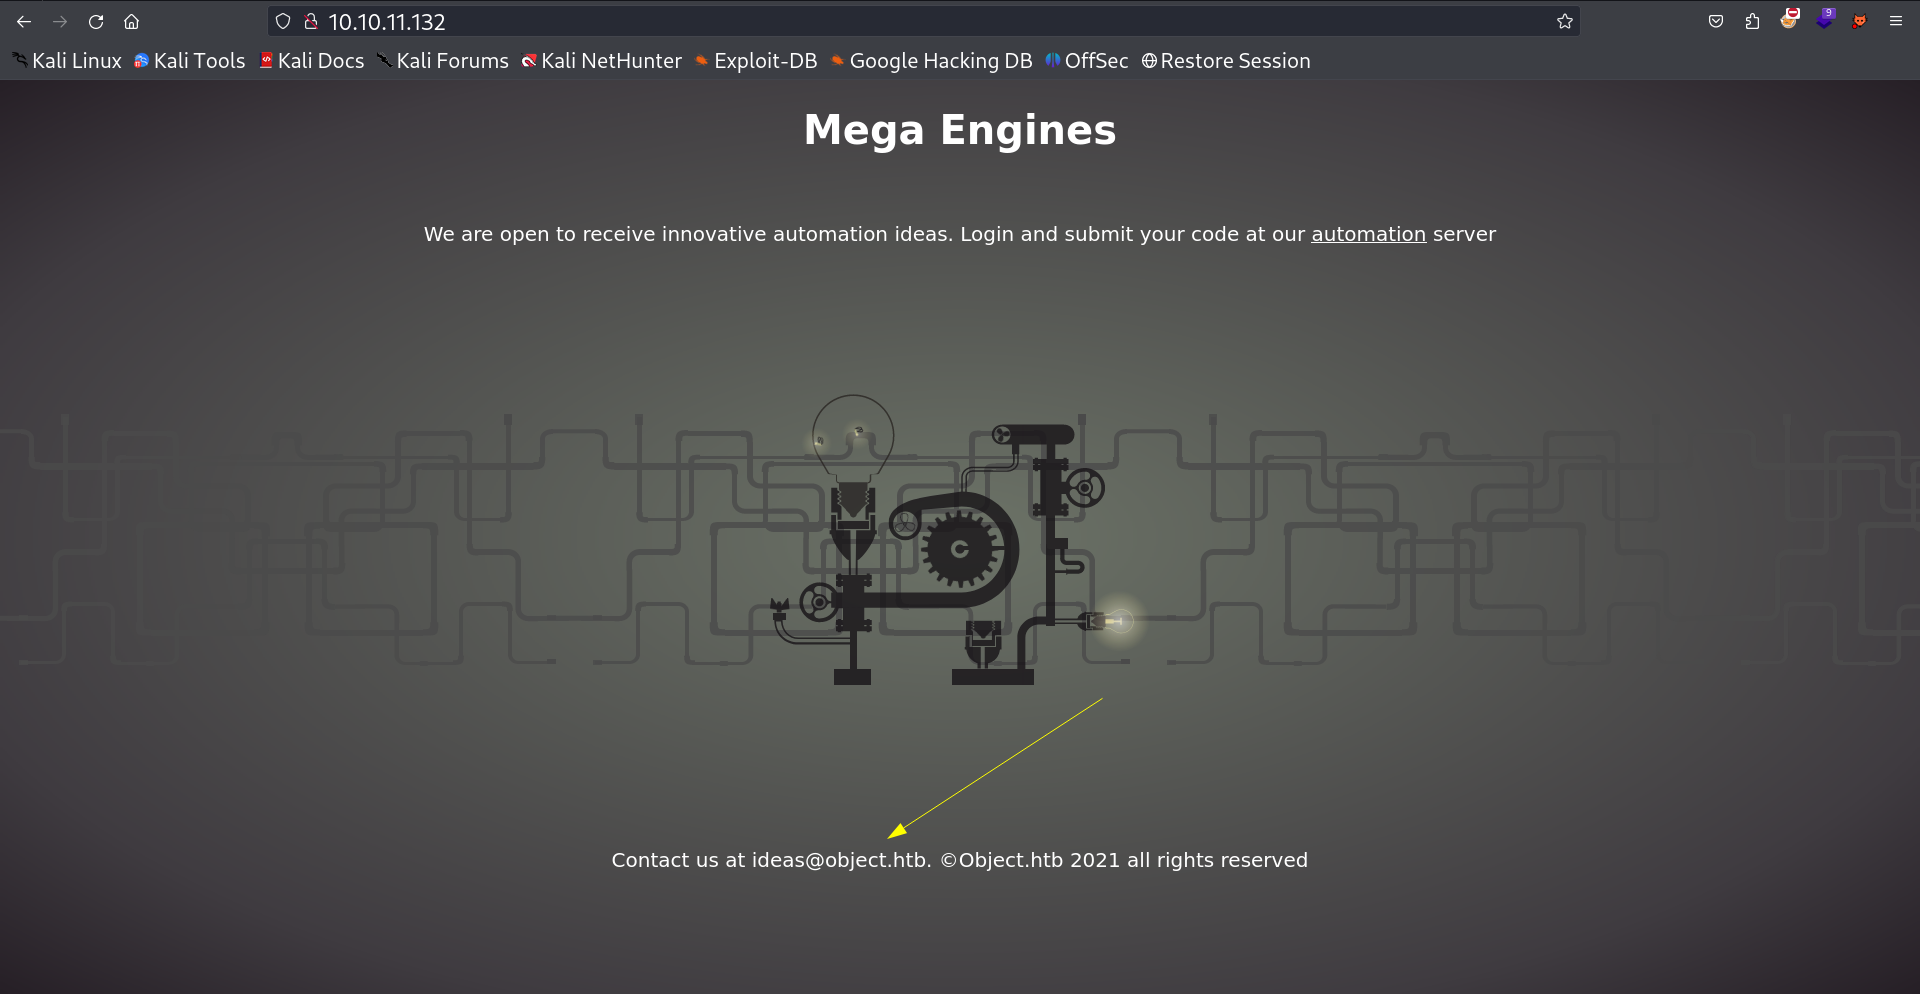 10.10.11.132
9
Kali Linux Kali Tools Kali Docs Kali Forums Kali NetHunter Exploit-DB Google Hacking DB OffSec Restore Session
Mega Engines
We are open to receive innovative automation ideas. Login and submit your code at our automation server
Contact us at ideas@object.htb. ©Object.htb 2021 all rights reserved